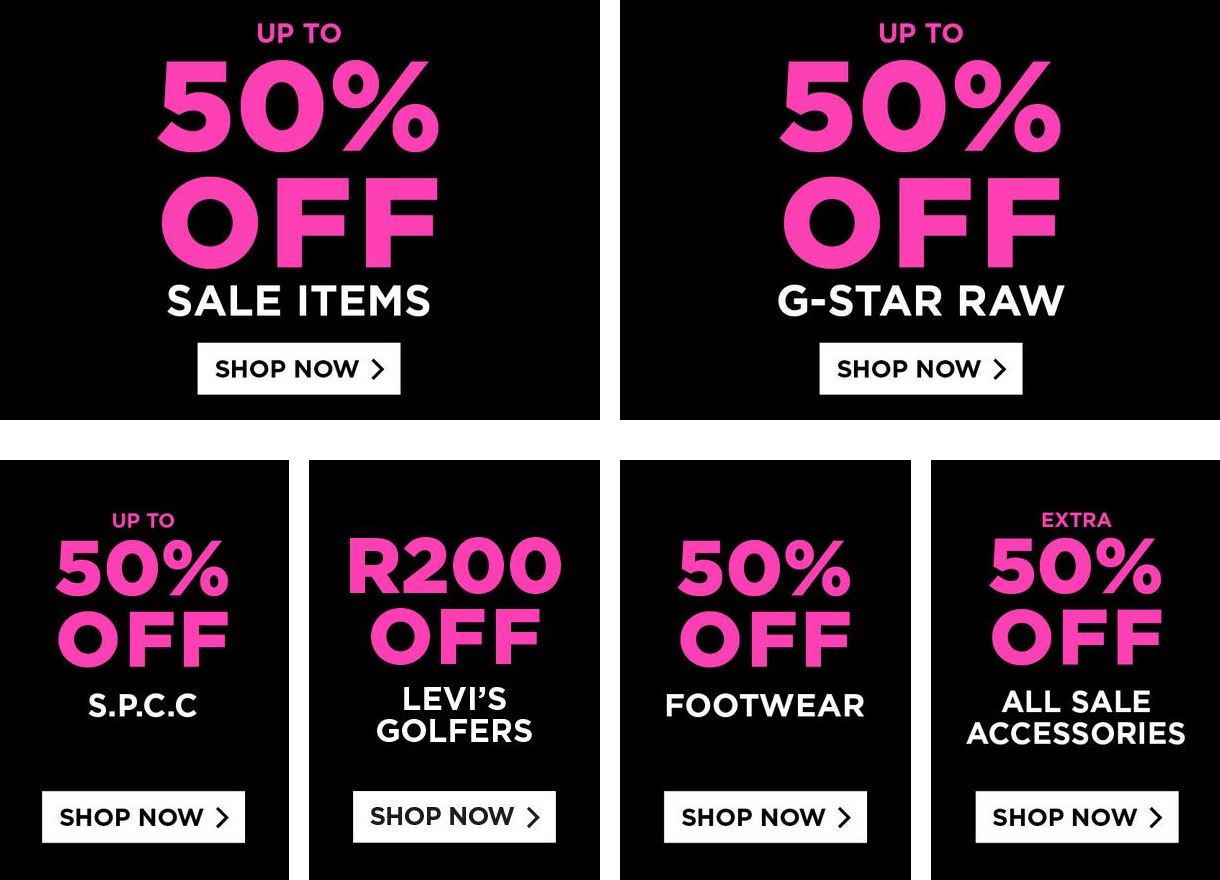 UP TO
50%
OFF
SALE ITEMS
SHOP NOW >
UP TO
50%
OFF
G-STAR RAW
SHOP NOW >
UP TO
50%
OFF
S.P.C.C
SHOP NOW >
R200
OFF
LEVI’S
GOLFERS
SHOP NOW >
50%
OFF
FOOTWEAR
SHOP NOW >
EXTRA
50%
OFF
ALL SALE
ACCESSORIES
SHOP NOW >